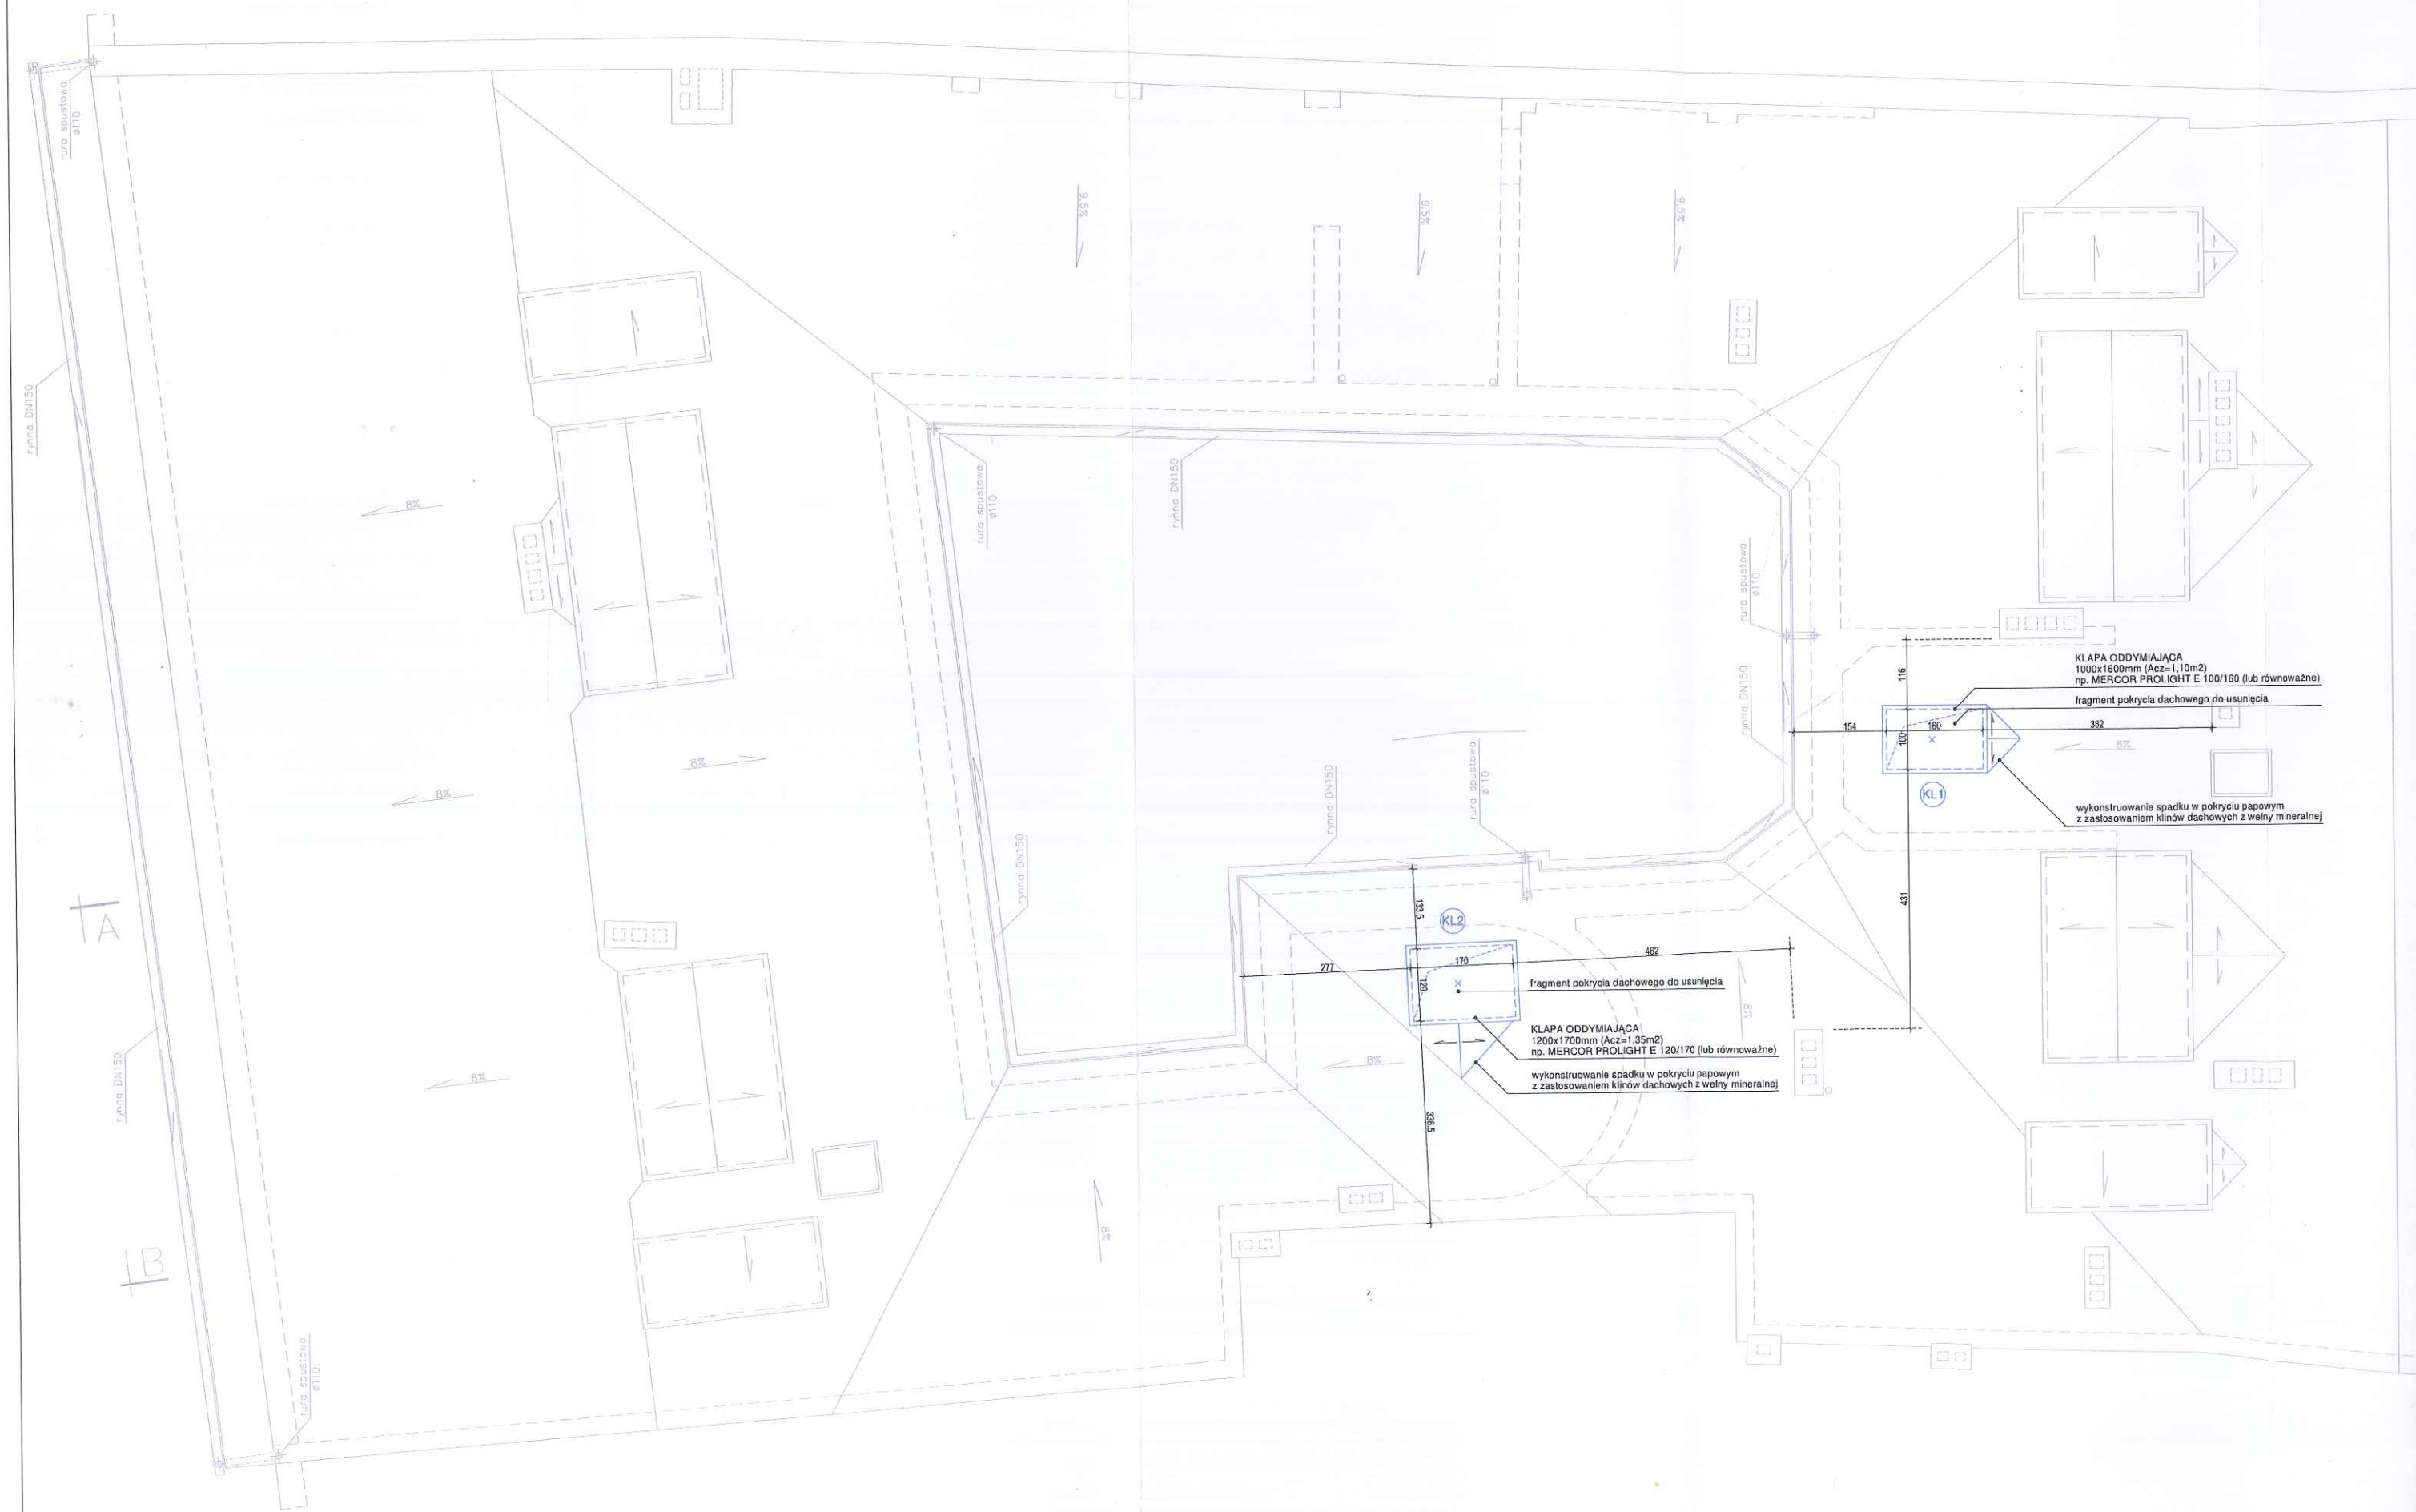 rura spustowa
ø110
rynna DN150
9.5%
9.5%
9.5%
8%
8%
8%
8%
rynna DN150
rura spustowa
ø110
rura spustowa
ø110
rynna DN150
rura spustowa
ø110
rynna DN150
rynna DN150
rura spustowa
ø110
rynna DN150
KLAPA ODDYMIAJĄCA
1000x1600mm (Acz=1,10m2)
np. MERCOR PROLIGHT E 100/160 (lub równoważne)
fragment pokrycia dachowego do usunięcia
116
154
160
100
382
8%
KL1
wykonstruowanie spadku w pokryciu papowym
z zastosowaniem klinów dachowych z wełny mineralnej
431
A
B
133.5
KL2
277
170
120
462
fragment pokrycia dachowego do usunięcia
KLAPA ODDYMIAJĄCA
1200x1700mm (Acz=1,35m2)
np. MERCOR PROLIGHT E 120/170 (lub równoważne)
wykonstruowanie spadku w pokryciu papowym
z zastosowaniem klinów dachowych z wełny mineralnej
8%
8%
8%
336.5